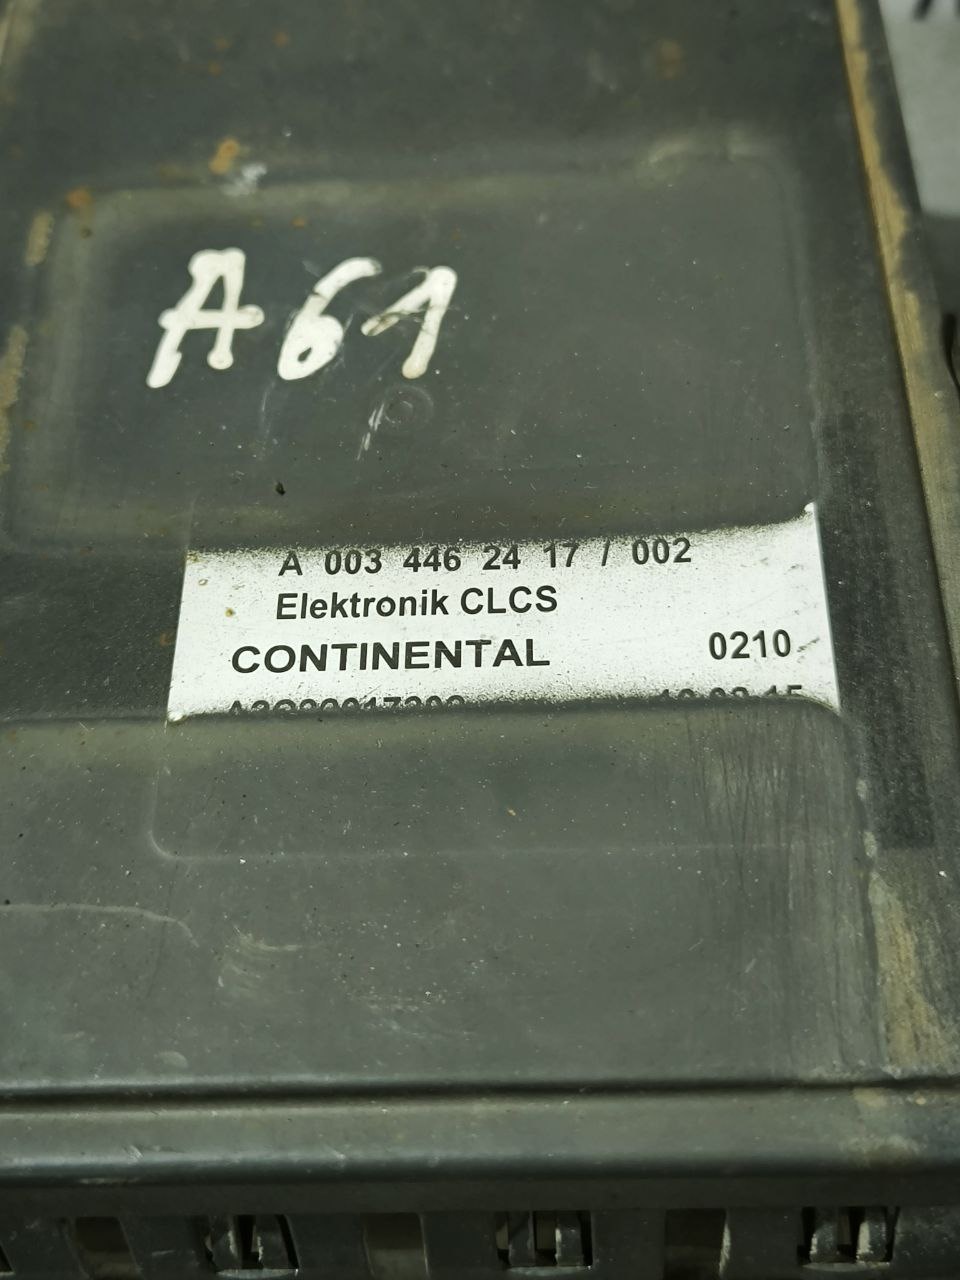 A61
A 003 446 24 17 / 002
Elektronik CLCS
CONTINENTAL 0210